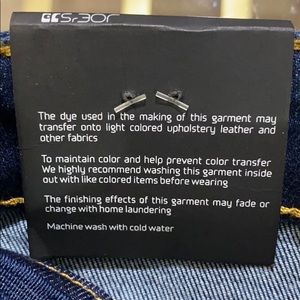 The dye used in the making of this garment may
transfer onto light colored upholstery leather and
other fabrics
To maintain color and help prevent color transfer
We highly recommend washing this garment inside
out with like colored items before wearing
The finishing effects of this garment may fade or
change with home laundering
Machine wash with cold water